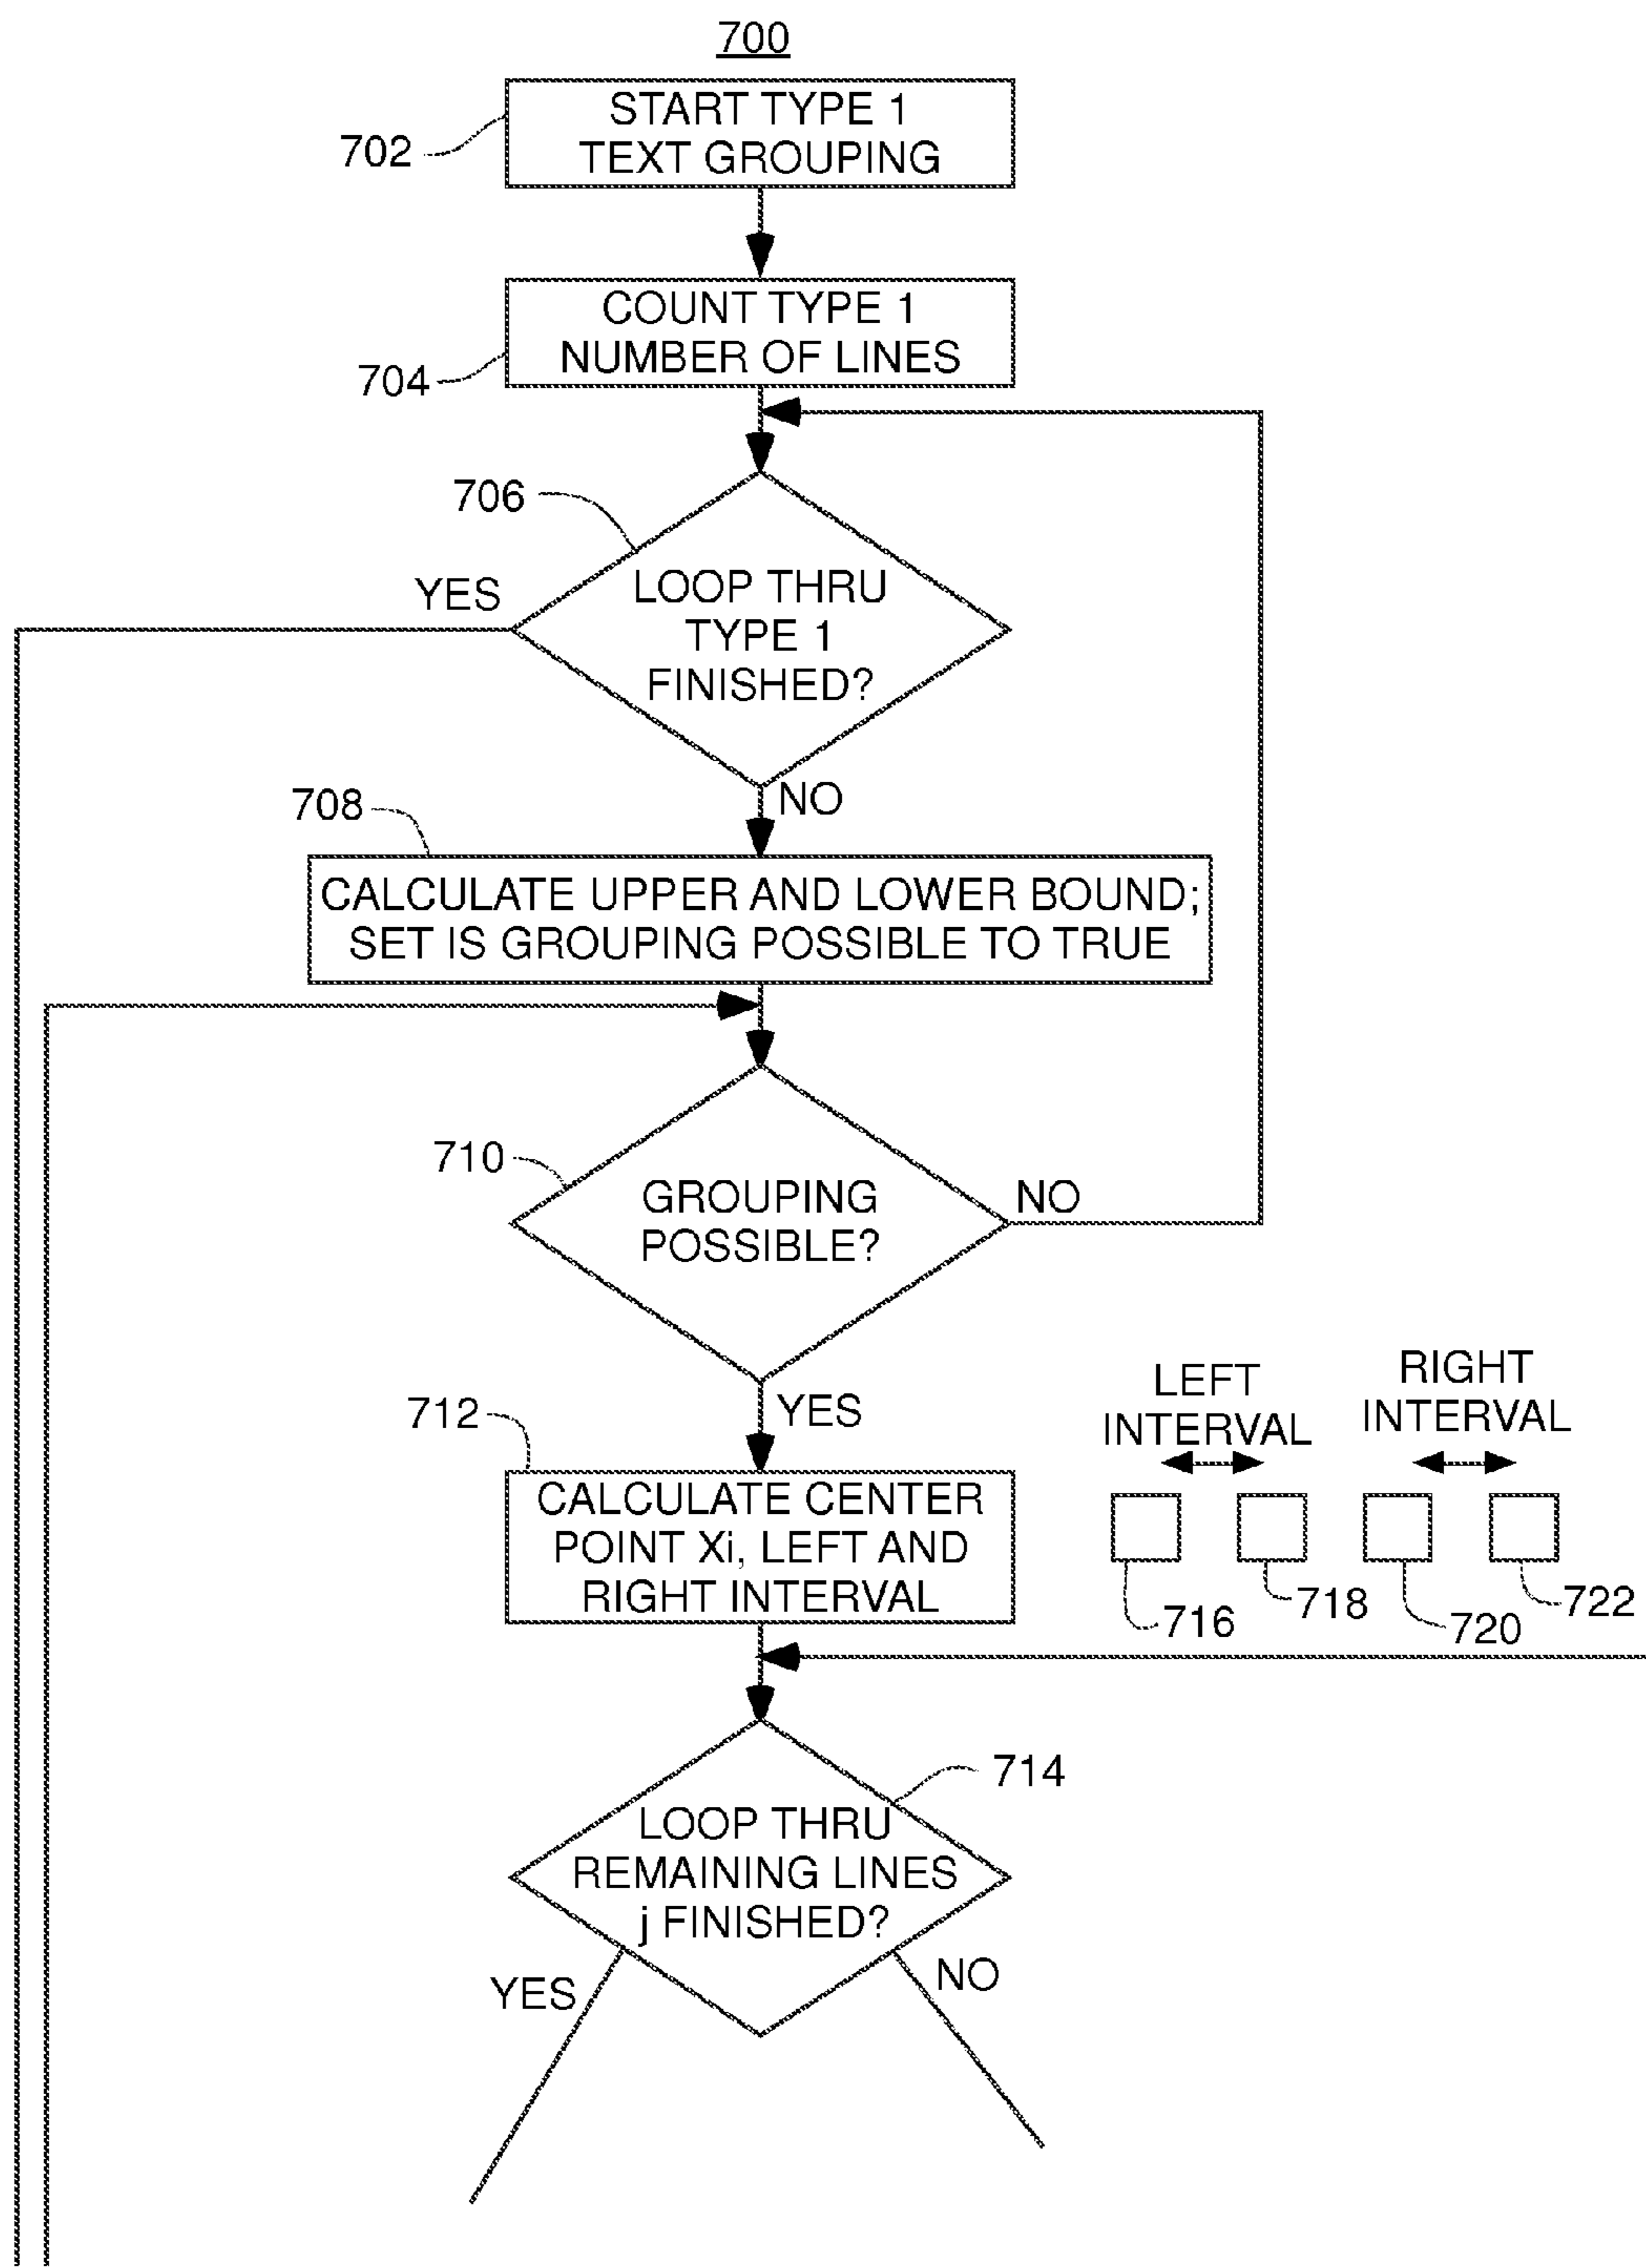 700
START TYPE 1
TEXT GROUPING
702
COUNT TYPE 1
NUMBER OF LINES
704
706
YES
LOOP THRU
TYPE 1
FINISHED?
NO
708
CALCULATE UPPER AND LOWER BOUND;
SET IS GROUPING POSSIBLE TO TRUE
710
GROUPING
POSSIBLE?
NO
YES
712
CALCULATE CENTER
POINT Xi, LEFT AND
RIGHT INTERVAL
LEFT
INTERVAL
RIGHT
INTERVAL
716
718
720
722
714
LOOP THRU
REMAINING LINES
j FINISHED?
YES
NO